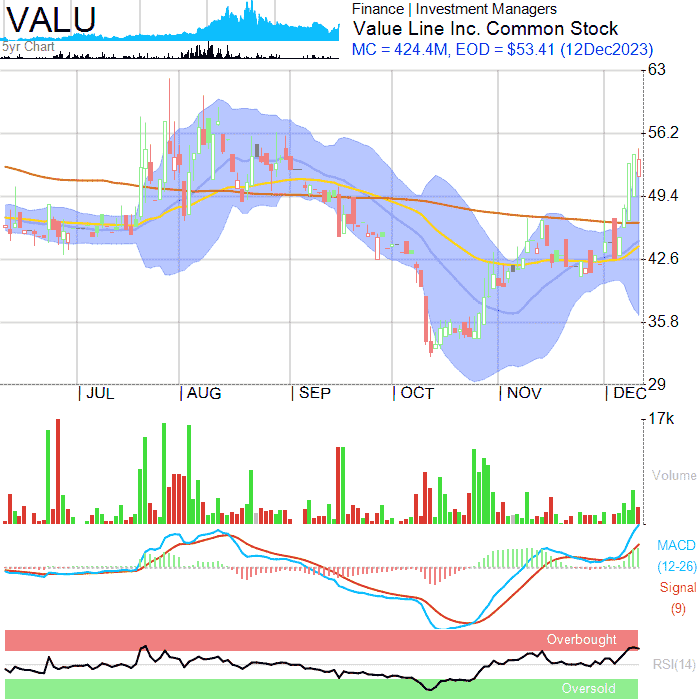 VALU
5yr Chart
Finance | Investment Managers
Value Line Inc. Common Stock
MC = 424.4M, EOD = $53.41 (12Dec2023)
63
56.2
49.4
42.6
35.8
29
JUL AUG SEP OCT NOV DEC
17k
Volume
MACD
(12-26)
Signal
(9)
Overbought
RSI(14)
Oversold